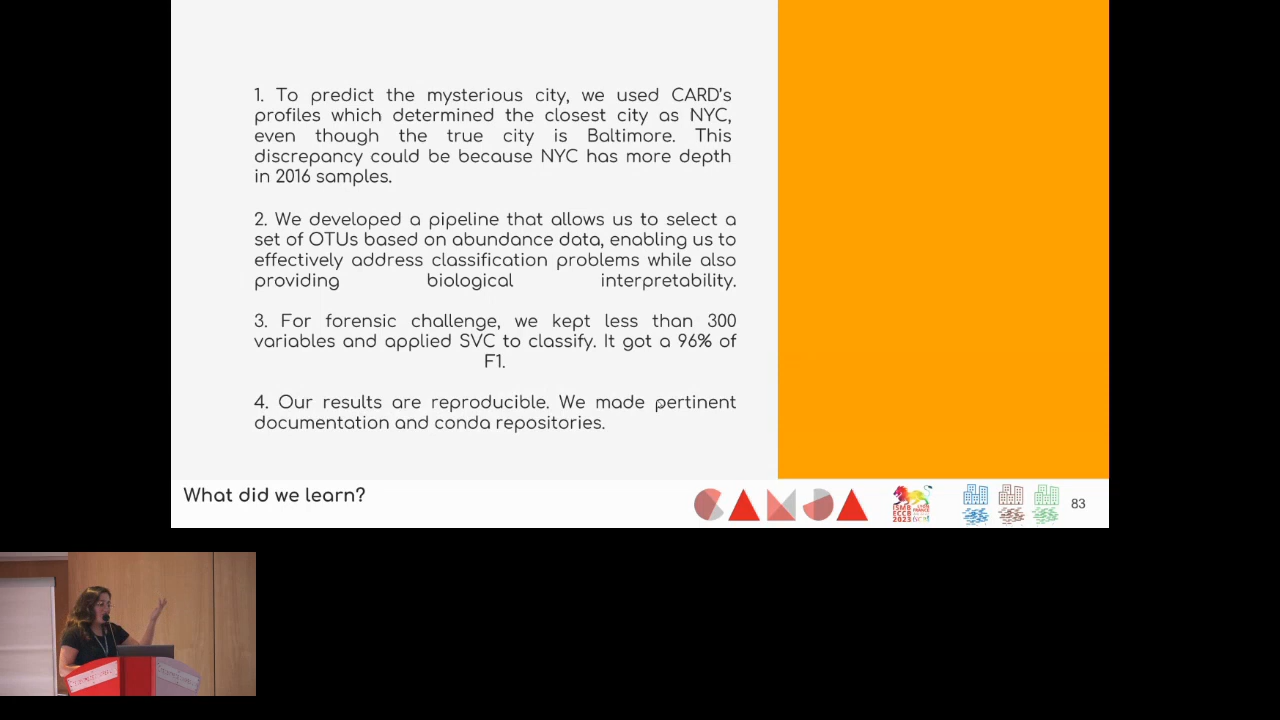 1. To predict the mysterious city, we used CARD's
profiles which determined the closest city as NYC,
even though the true city is Baltimore. This
discrepancy could be because NYC has more depth
in 2016 samples.
2. We developed a pipeline that allows us to select a
set of OTUs based on abundance data, enabling us to
effectively address classification problems while also
providing biological interpretability.
3. For forensic challenge, we kept less than 300
variables and applied SVC to classify. It got a 96% of
F1.
4. Our results are reproducible. We made pertinent
documentation and conda repositories.
What did we learn?
CAMDA
ISMB
ECCB
2023
83